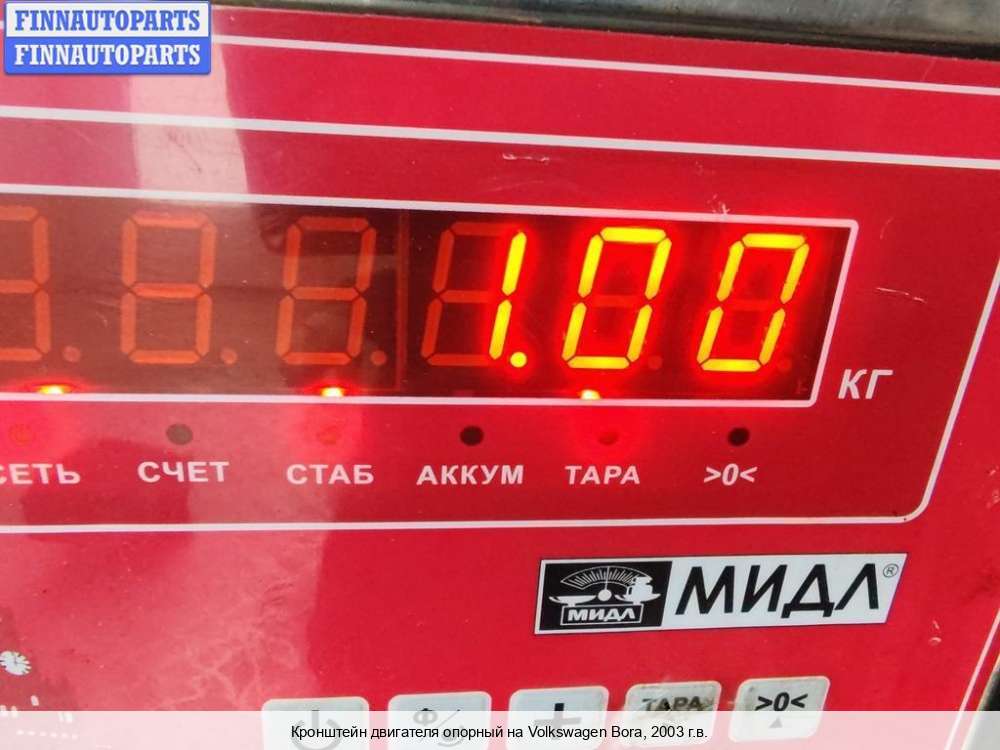 FINNAUTOPARTS
FINNAUTOPARTS
1.00
КГ
СЕТЬ СЧЕТ СТАБ АККУМ ТАРА >0<
МИДЛ МИДЛ®
Ф + ТАРА >0<
Кронштейн двигателя опорный на Volkswagen Bora, 2003 г.в.